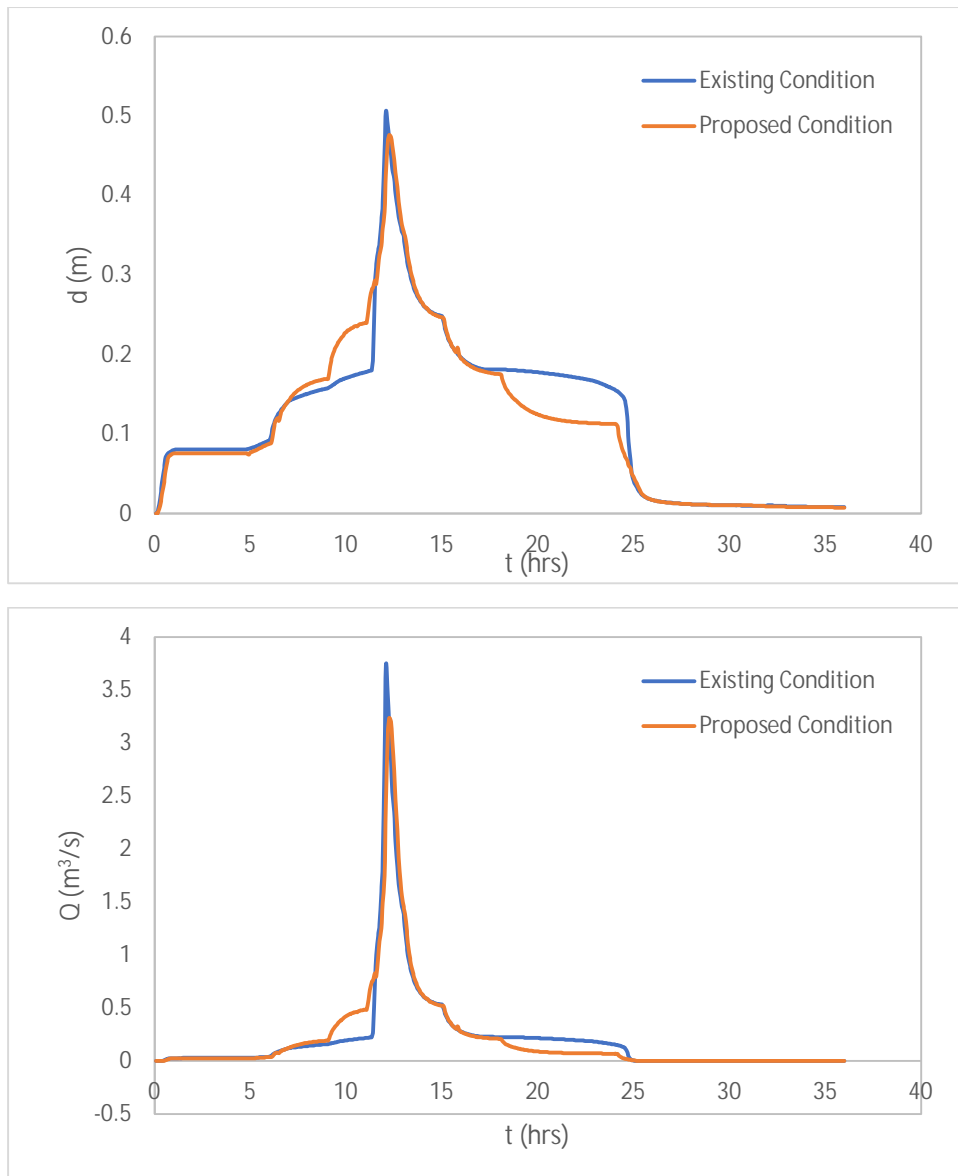 0.6
0.5
0.4
0.3
0.2
0.1
0
d (m)
Existing Condition
Proposed Condition
0 5 10 15 20 25 30 35 40
t (hrs)
4
3.5
3
2.5
2
1.5
1
0.5
0
-0.5
Q (m³/s)
Existing Condition
Proposed Condition
0 5 10 15 20 25 30 35 40
t (hrs)